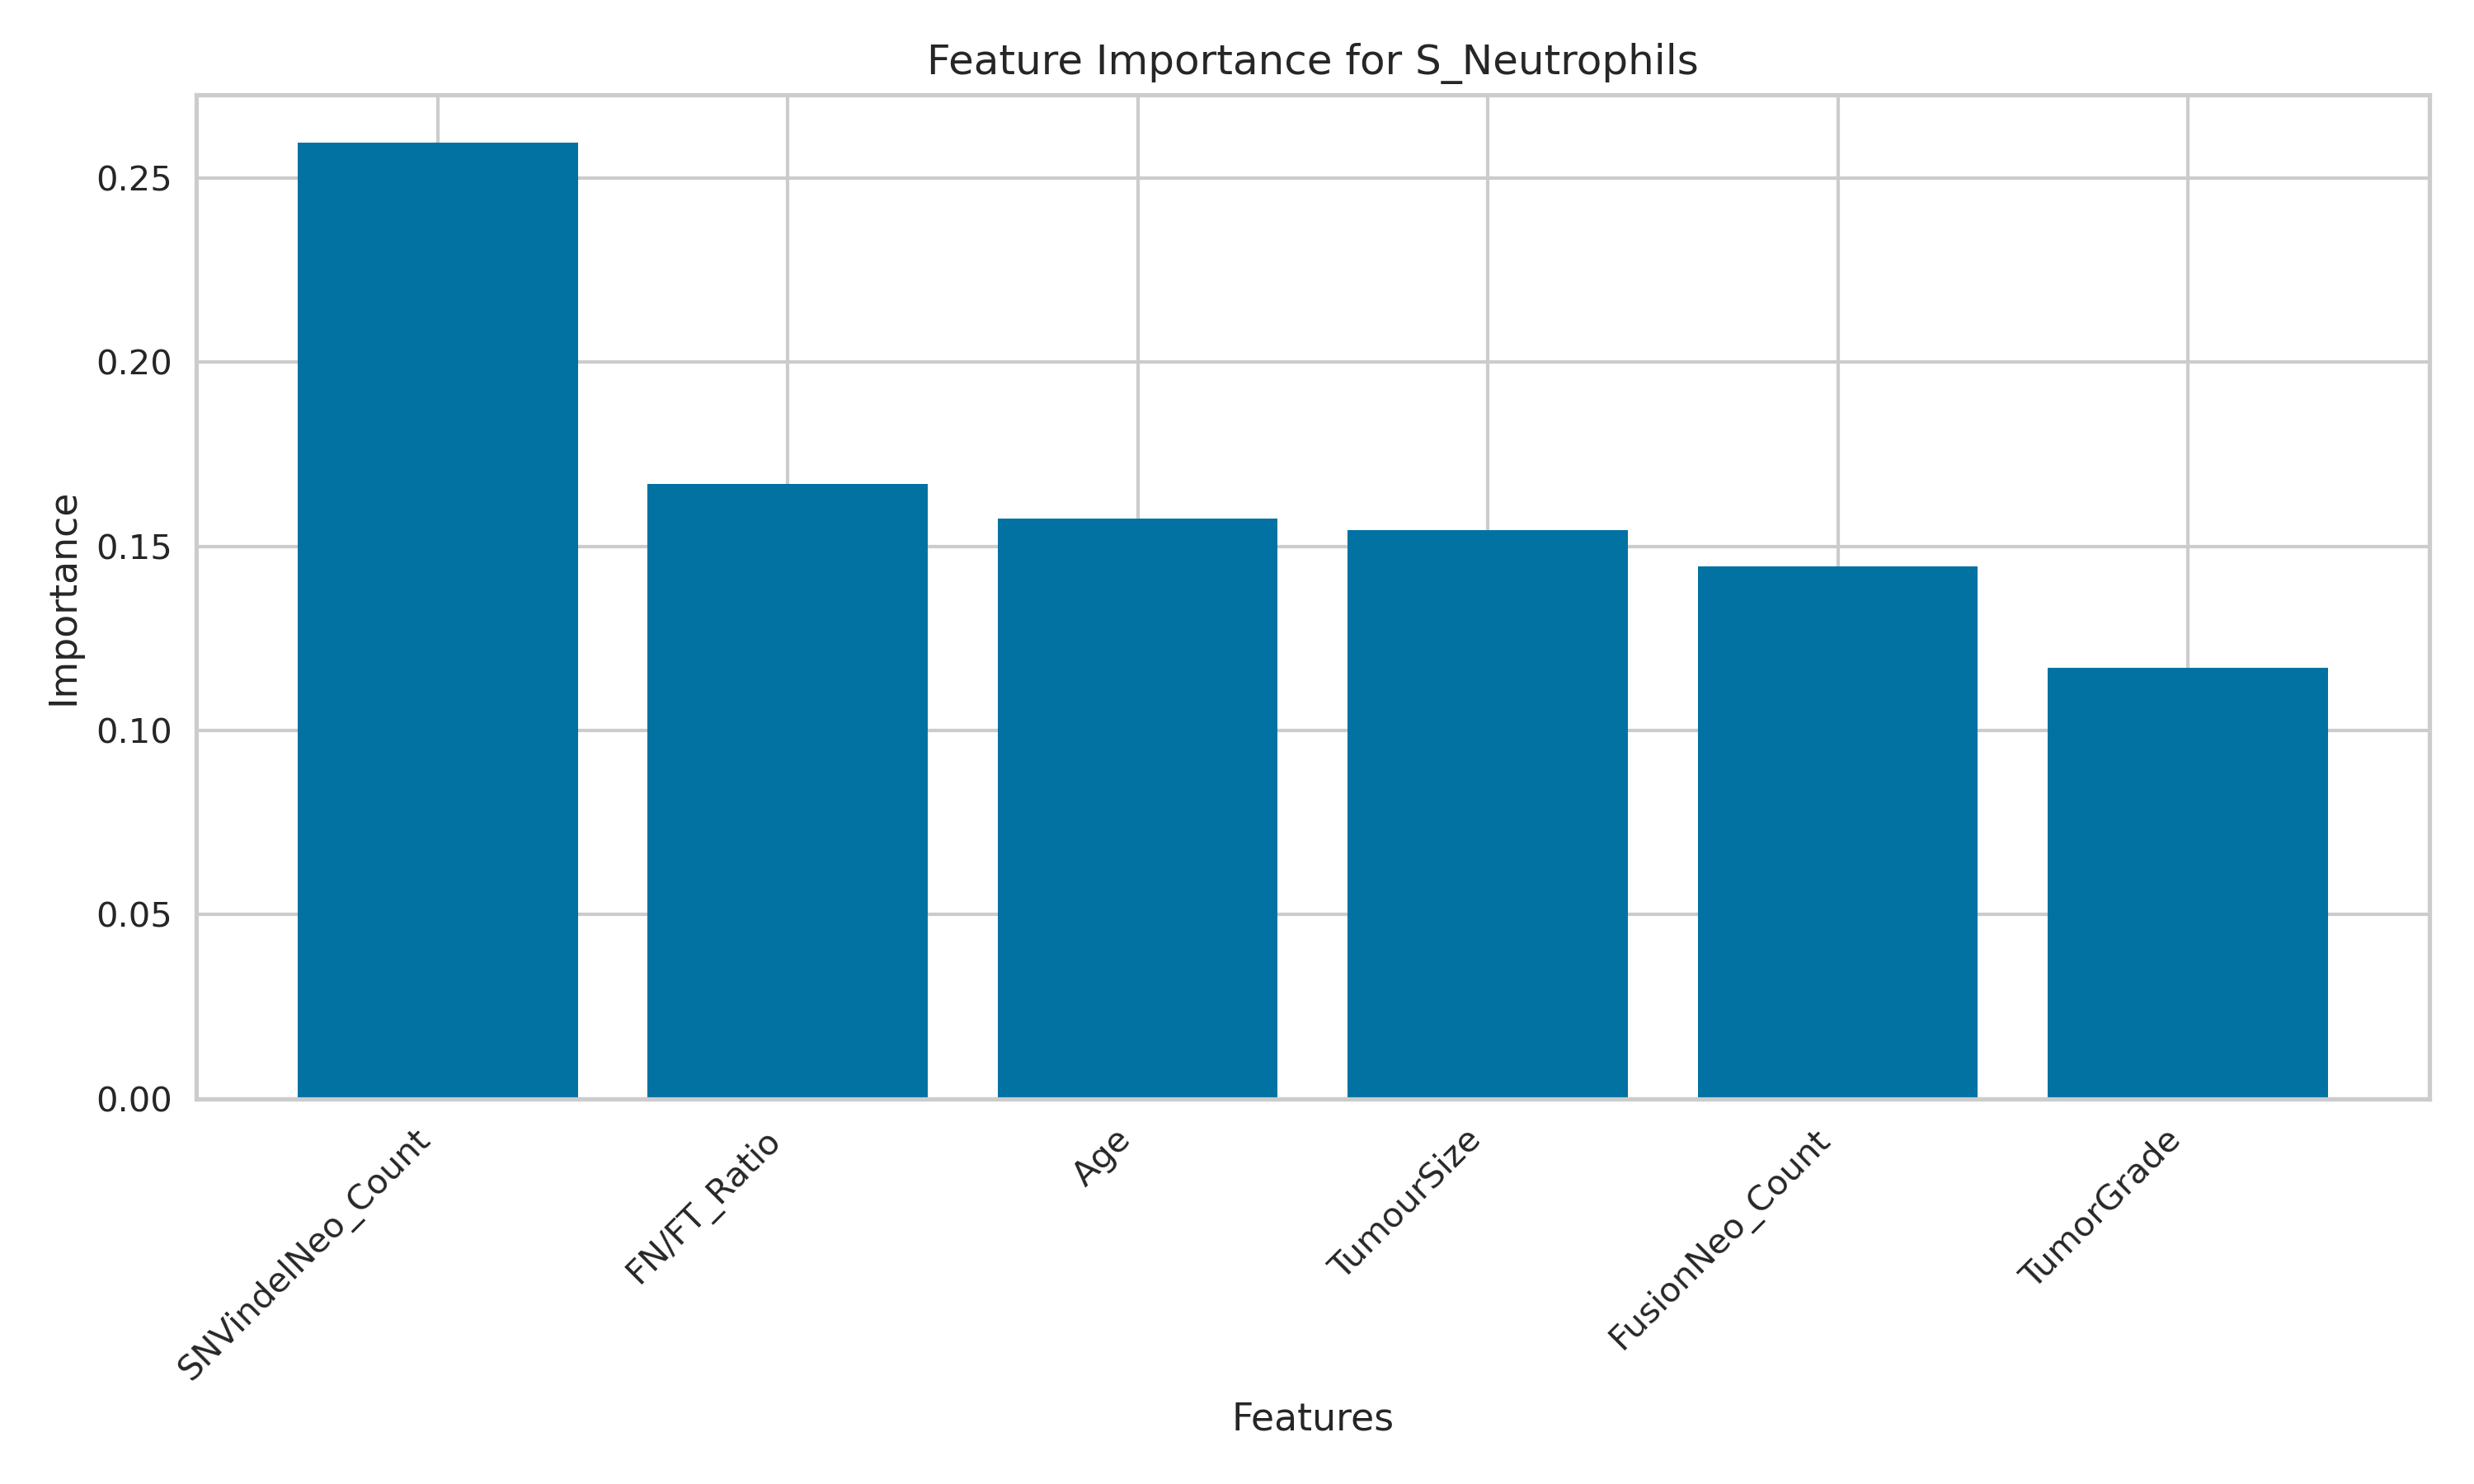 Feature Importance for S_Neutrophils
Importance
0.25
0.20
0.15
0.10
0.05
0.00
SNVindelNeo_Count
FN/FT_Ratio
Age
TumourSize
FusionNeo_Count
TumorGrade
Features